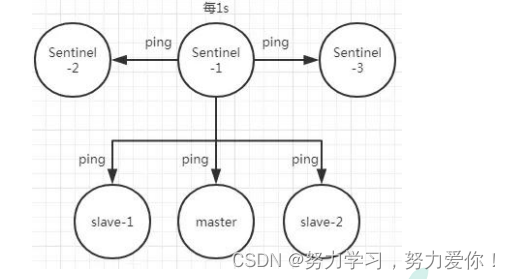 每1s
ping
ping
Sentinel
-2
Sentinel
-1
Sentinel
-3
ping
ping
ping
slave-1
master
slave-2
CSDN @努力学习，努力爱你！